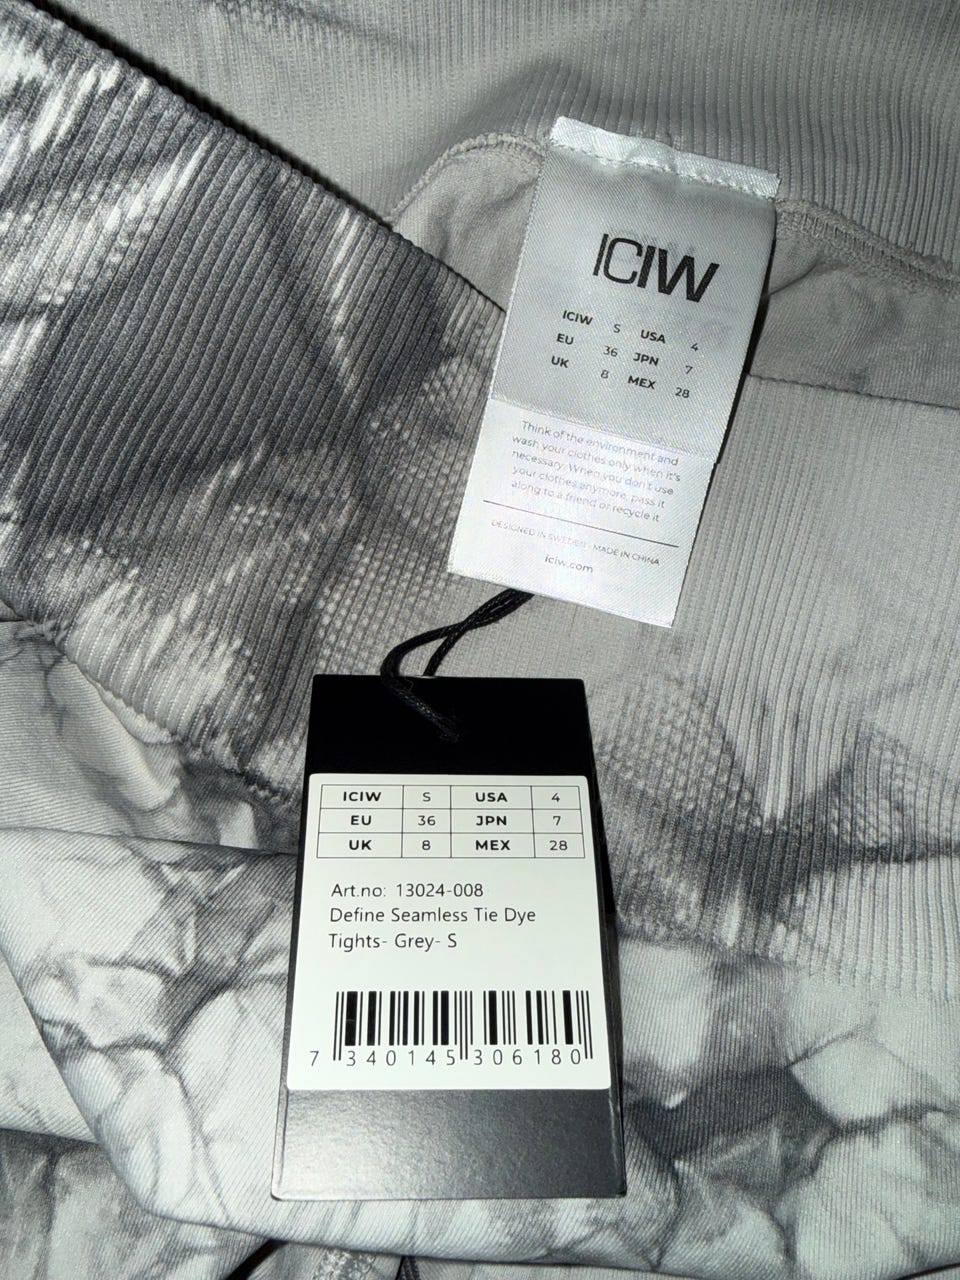 ICIW
ICIW S USA 4
EU 36 JPN 7
UK 8 MEX 28
Think of the environment and
wash your clothes only when it's
necessary. When you don't use
your clothes anymore, pass it
along to a friend or recycle it
DESIGNED IN SWEDEN - MADE IN CHINA
iciw.com
ICIW S USA 4
EU 36 JPN 7
UK 8 MEX 28
Art.no: 13024-008
Define Seamless Tie Dye
Tights- Grey- S
7 340145 306180